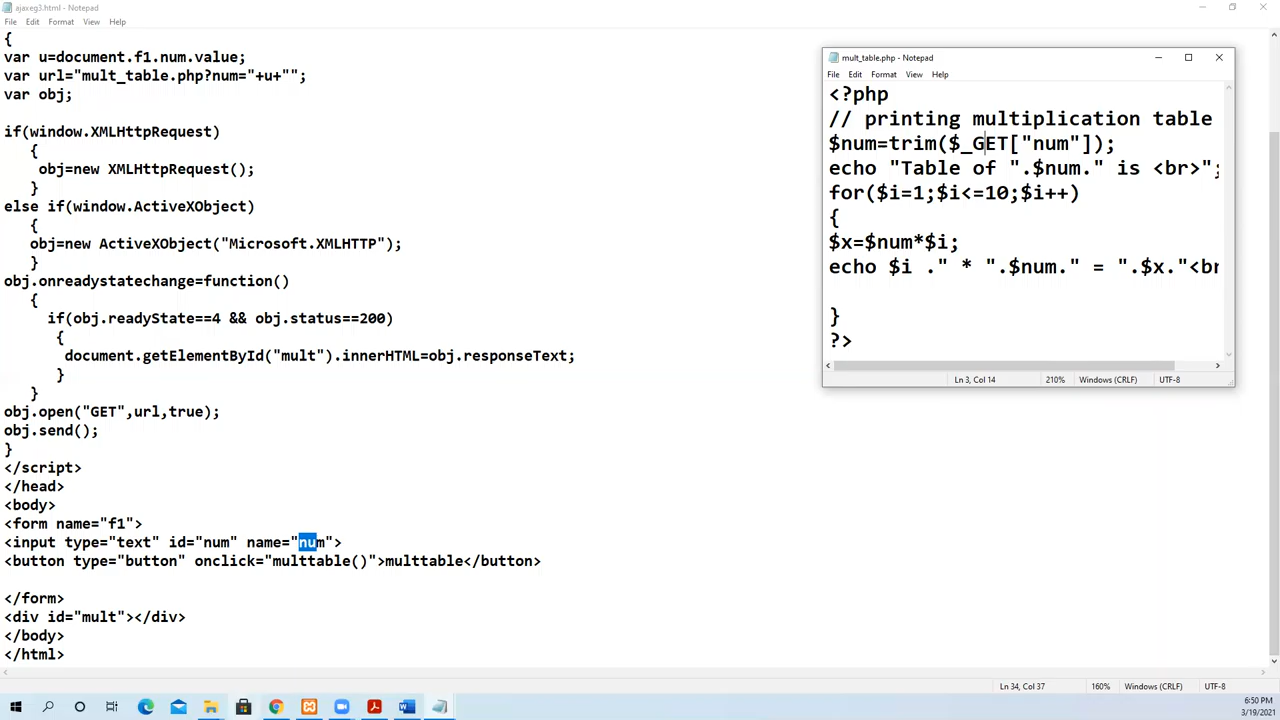 ajaxeg3.html - Notepad
File Edit Format View Help
{
var u=document.f1.num.value;
var url="mult_table.php?num="+u+"";
var obj;
if(window.XMLHttpRequest)
{
obj=new XMLHttpRequest();
}
else if(window.ActiveXObject)
{
obj=new ActiveXObject("Microsoft.XMLHTTP");
}
obj.onreadystatechange=function()
{
if(obj.readyState==4 && obj.status==200)
{
document.getElementById("mult").innerHTML=obj.responseText;
}
}
obj.open("GET",url,true);
obj.send();
}
</script>
</head>
<body>
<form name="f1">
<input type="text" id="num" name="num">
<button type="button" onclick="multtable()">multtable</button>
</form>
<div id="mult"></div>
</body>
</html>
Ln 34, Col 37 160% Windows (CRLF) UTF-8
mult_table.php - Notepad
File Edit Format View Help
<?php
// printing multiplication table
$num=trim($_GET["num"]);
echo "Table of ".$num." is <br>";
for($i=1;$i<=10;$i++)
{
$x=$num*$i;
echo $i ." * ".$num." = ".$x."<br
}
?>
Ln 3, Col 14 210% Windows (CRLF) UTF-8
6:50 PM
3/19/2021